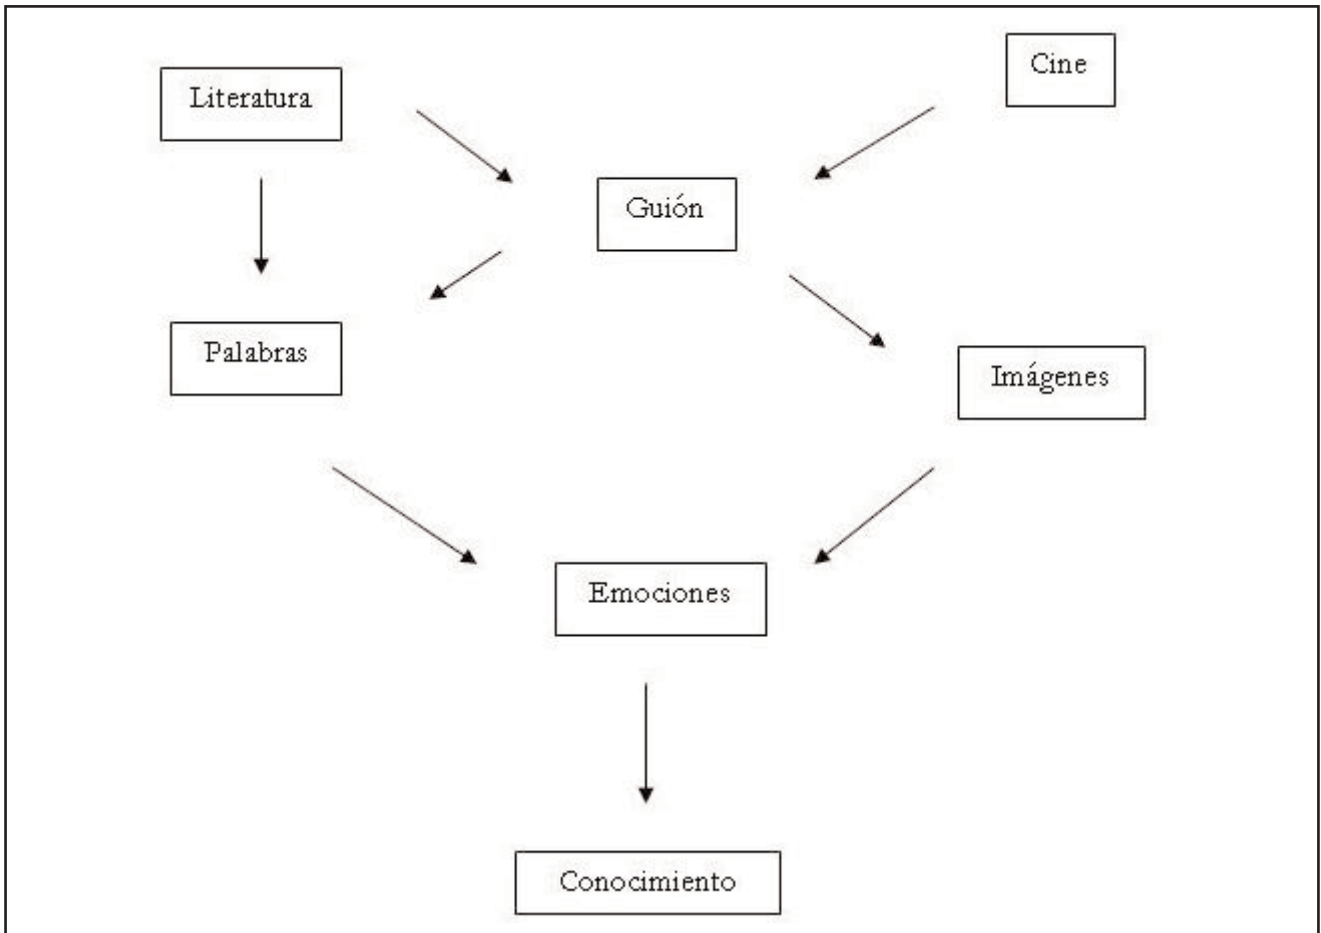 Literatura
Cine
Guión
Palabras
Imágenes
Emociones
Conocimiento